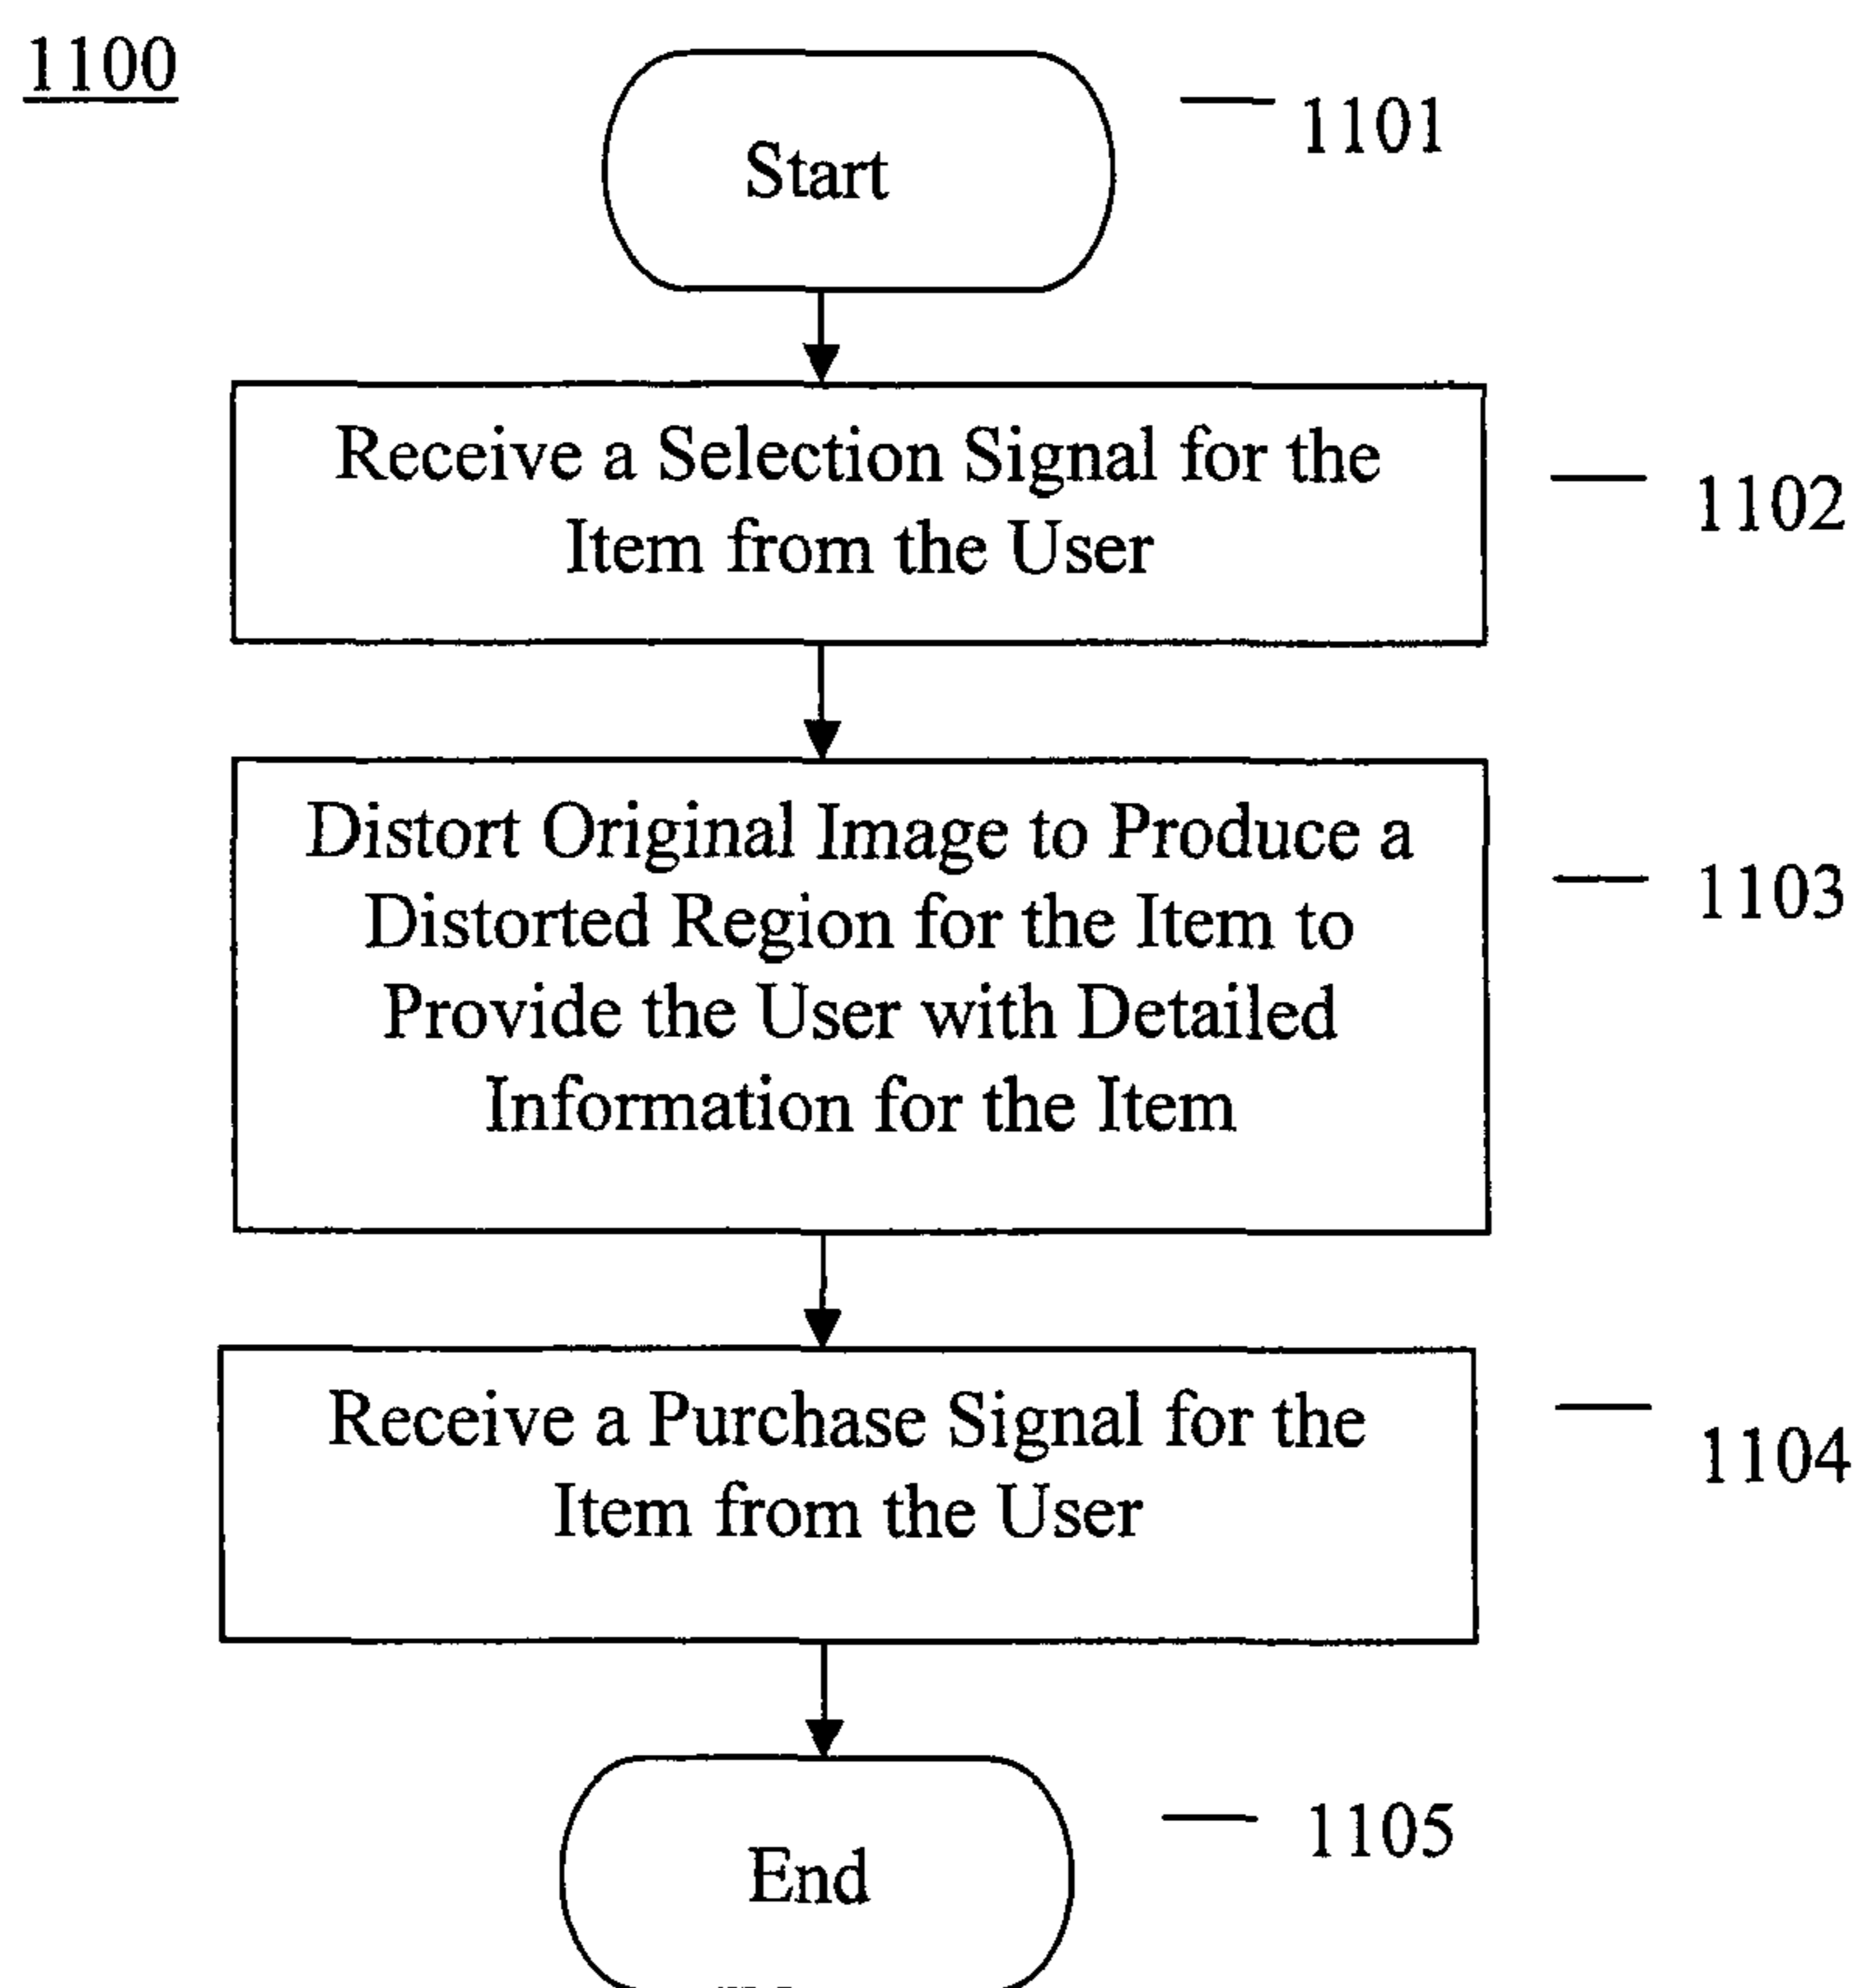 1100
Start
1101
Receive a Selection Signal for the
Item from the User
1102
Distort Original Image to Produce a
Distorted Region for the Item to
Provide the User with Detailed
Information for the Item
1103
Receive a Purchase Signal for the
Item from the User
1104
End
1105